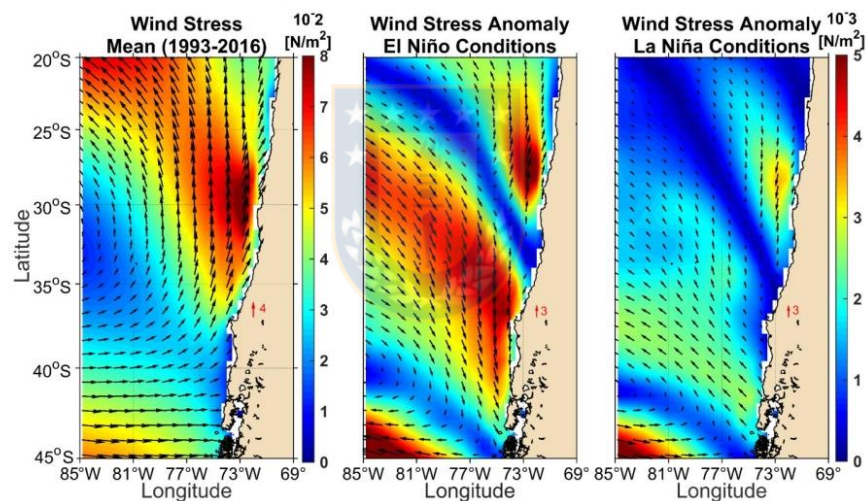 Wind Stress
Mean (1993-2016)
10-2
[N/m2]
Wind Stress Anomaly
El Niño Conditions
Wind Stress Anomaly
La Niña Conditions
10-3
[N/m2]
Latitude
20°S
25°S
30°S
35°S
40°S
45°S
4
3
3
8
7
6
5
4
3
2
1
0
5
4
3
2
1
0
85°W 81°W 77°W 73°W 69°
85°W 81°W 77°W 73°W 69°
85°W 81°W 77°W 73°W 69°
Longitude
Longitude
Longitude